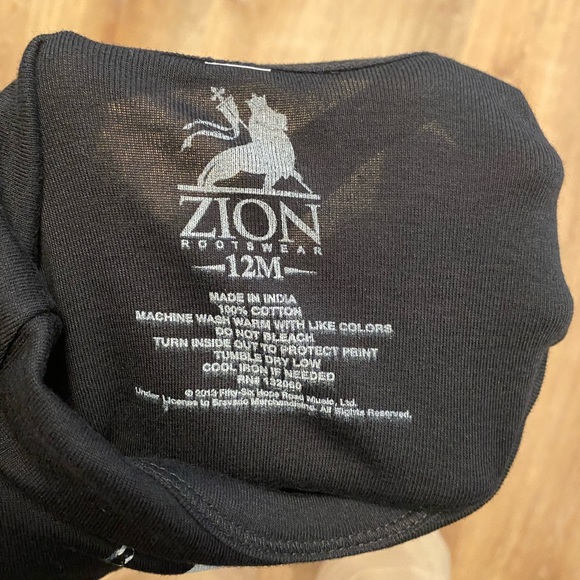 ZION
ROOTSWEAR
12M
MADE IN INDIA
100% COTTON
MACHINE WASH WARM WITH LIKE COLORS
DO NOT BLEACH
TURN INSIDE OUT TO PROTECT PRINT
TUMBLE DRY LOW
COOL IRON IF NEEDED
RN# 132060
© 2013 Fifty-Six Hope Road Music, Ltd.
Under License to Bravado Merchandising. All Rights Reserved.